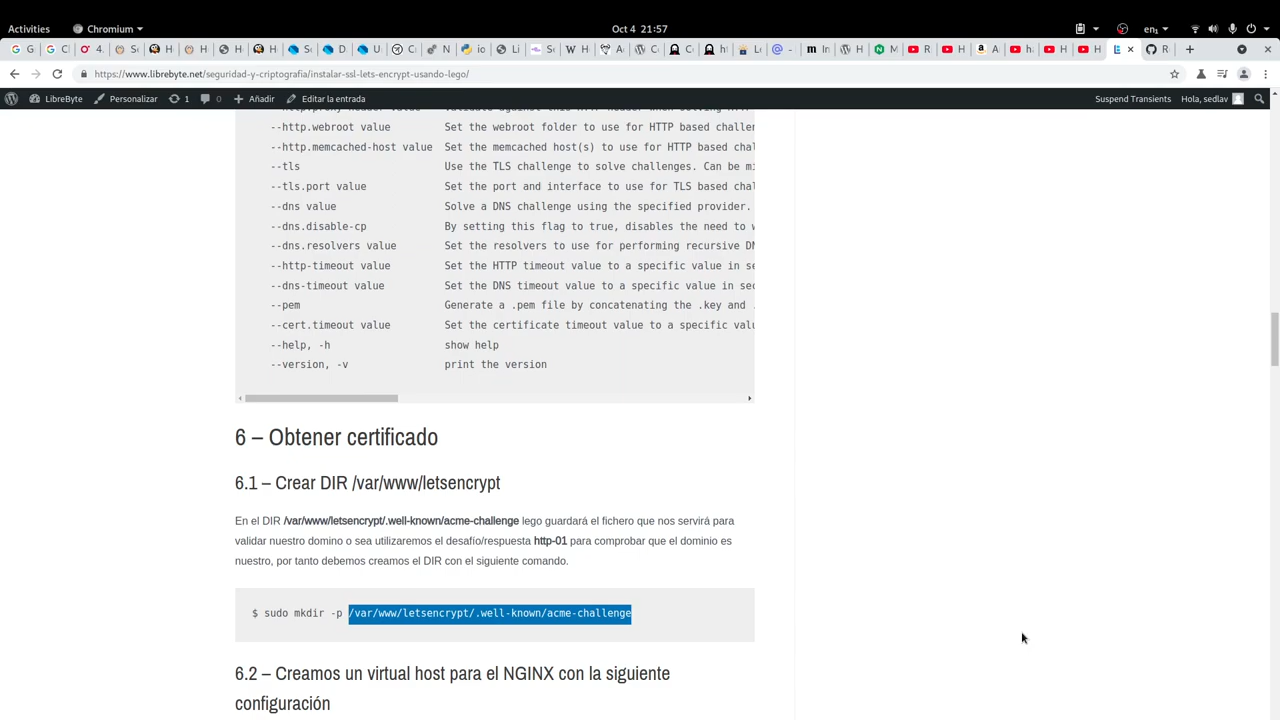 Activities Chromium Oct 4 21:57 en₁
G C 4. S H H H S D U C N io Li S W H A C C ht L - In H M R H A h H H R
https://www.librebyte.net/seguridad-y-criptografia/instalar-ssl-lets-encrypt-usando-lego/
LibreByte Personalizar 1 0 Añadir Editar la entrada Suspend Transients Hola, sedlav
--http.webroot value Set the webroot folder to use for HTTP based challen
--http.memcached-host value Set the memcached host(s) to use for HTTP based chal
--tls Use the TLS challenge to solve challenges. Can be mi
--tls.port value Set the port and interface to use for TLS based chal
--dns value Solve a DNS challenge using the specified provider.
--dns.disable-cp By setting this flag to true, disables the need to w
--dns.resolvers value Set the resolvers to use for performing recursive DN
--http-timeout value Set the HTTP timeout value to a specific value in se
--dns-timeout value Set the DNS timeout value to a specific value in sec
--pem Generate a .pem file by concatenating the .key and .
--cert.timeout value Set the certificate timeout value to a specific valu
--help, -h show help
--version, -v print the version
6 – Obtener certificado
6.1 – Crear DIR /var/www/letsencrypt
En el DIR /var/www/letsencrypt/.well-known/acme-challenge lego guardará el fichero que nos servirá para
validar nuestro domino o sea utilizaremos el desafío/respuesta http-01 para comprobar que el dominio es
nuestro, por tanto debemos creamos el DIR con el siguiente comando.
$ sudo mkdir -p /var/www/letsencrypt/.well-known/acme-challenge
6.2 – Creamos un virtual host para el NGINX con la siguiente
configuración